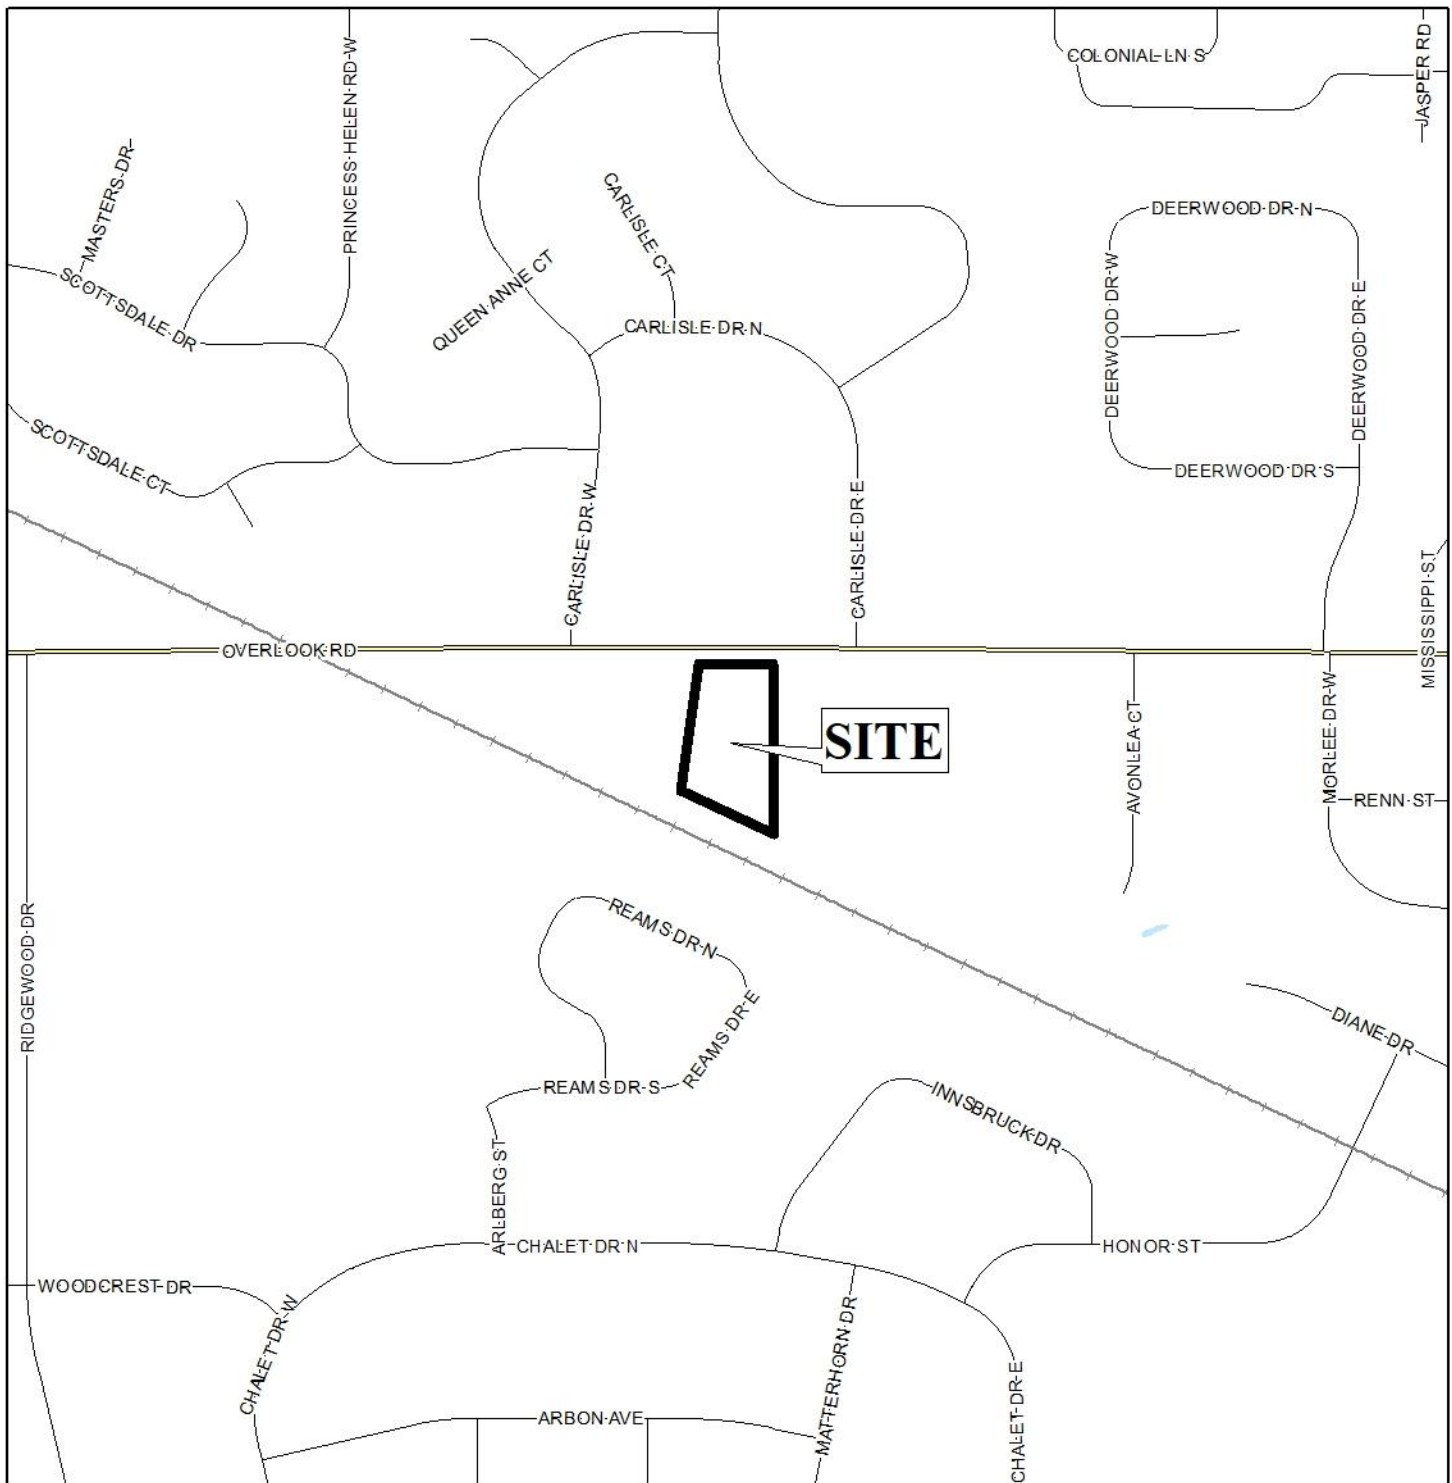 COLONIAL LN S
JASPER RD
PRINCESS HELEN RD W
MASTERS DR
CARLISLE CT
DEERWOOD DR N
SCOTTSDALE DR
QUEEN ANNE CT
CARLISLE DR N
DEERWOOD DR W
DEERWOOD DR E
SCOTTSDALE CT
DEERWOOD DR S
CARLISLE DR W
CARLISLE DR E
MISSISSIPPI ST
OVERLOOK RD
SITE
AVONLEA CT
MORLEE DR W
RENN ST
RIDGEWOOD DR
REAMS DR N
REAMS DR E
DIANE DR
REAMS DR S
INNSBRUCK DR
ARLBERG ST
CHALET DR N
HONOR ST
WOODCREST DR
CHALET DR W
MATTERHORN DR
CHALET DR E
ARBON AVE